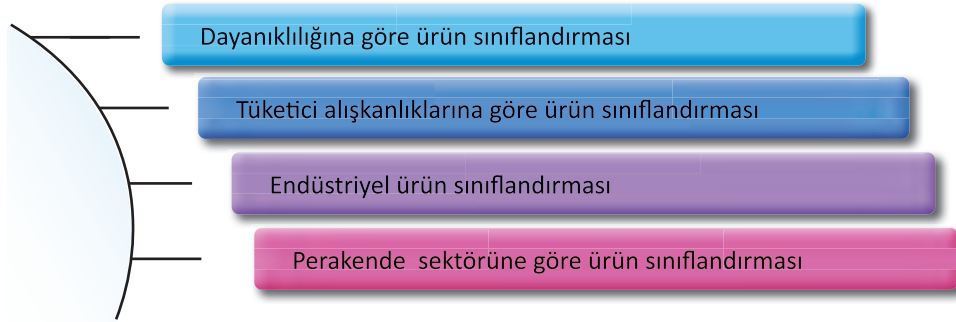 Dayanıklılığına göre ürün sınıflandırması
Tüketici alışkanlıklarına göre ürün sınıflandırması
Endüstriyel ürün sınıflandırması
Perakende sektörüne göre ürün sınıflandırması